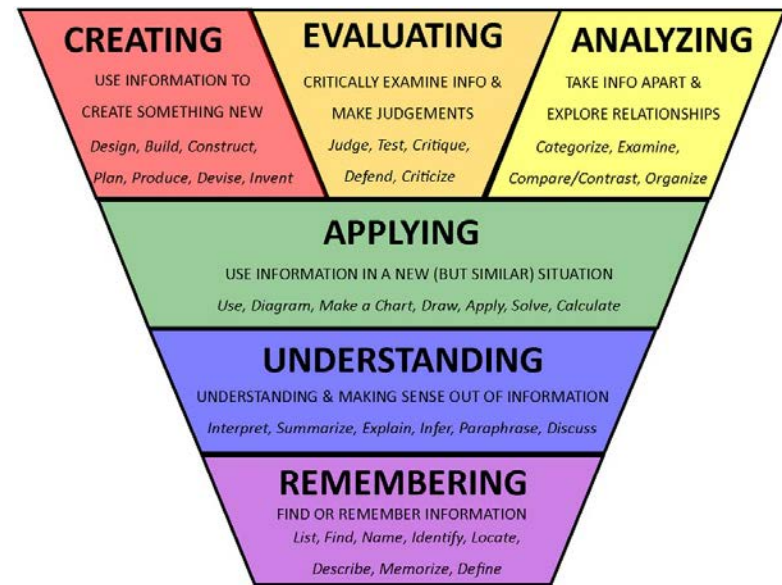 CREATING
USE INFORMATION TO
CREATE SOMETHING NEW
Design, Build, Construct,
Plan, Produce, Devise, Invent
EVALUATING
CRITICALLY EXAMINE INFO &
MAKE JUDGEMENTS
Judge, Test, Critique,
Defend, Criticize
ANALYZING
TAKE INFO APART &
EXPLORE RELATIONSHIPS
Categorize, Examine,
Compare/Contrast, Organize
APPLYING
USE INFORMATION IN A NEW (BUT SIMILAR) SITUATION
Use, Diagram, Make a Chart, Draw, Apply, Solve, Calculate
UNDERSTANDING
UNDERSTANDING & MAKING SENSE OUT OF INFORMATION
Interpret, Summarize, Explain, Infer, Paraphrase, Discuss
REMEMBERING
FIND OR REMEMBER INFORMATION
List, Find, Name, Identify, Locate,
Describe, Memorize, Define